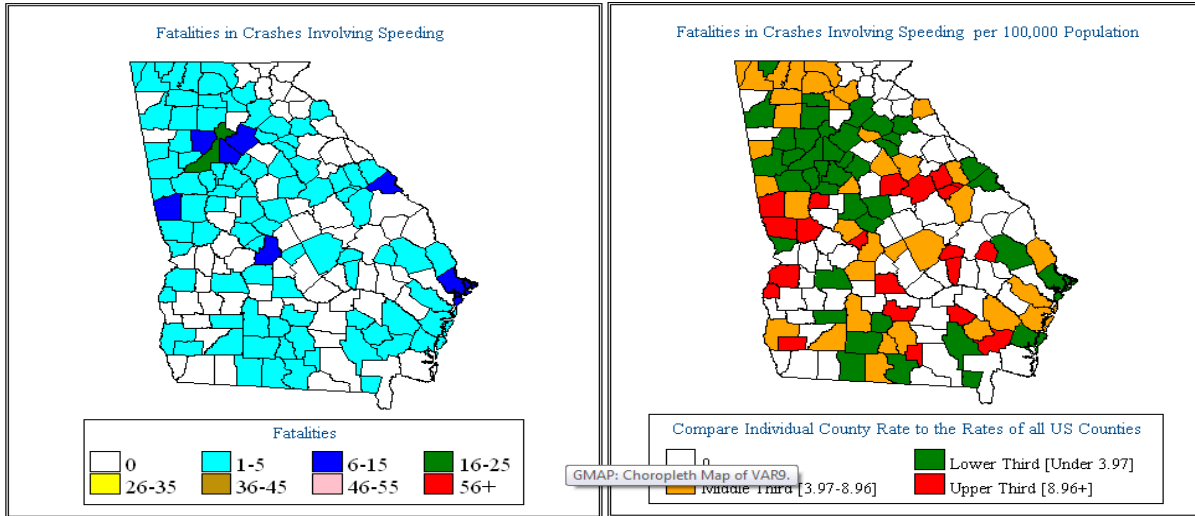 Fatalities in Crashes Involving Speeding
Fatalities
0
1-5
6-15
16-25
26-35
36-45
46-55
56+
Fatalities in Crashes Involving Speeding per 100,000 Population
Compare Individual County Rate to the Rates of all US Counties
Lower Third [Under 3.97]
GMAP: Choropleth Map of VAR9.
Middle Third [3.97-8.96]
Upper Third [8.96+]